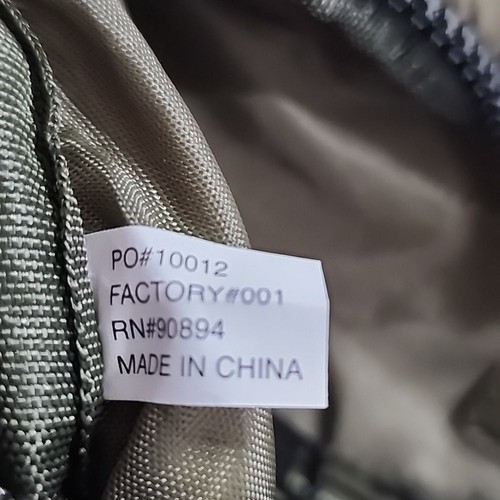 PO#10012
FACTORY#001
RN#90894
MADE IN CHINA